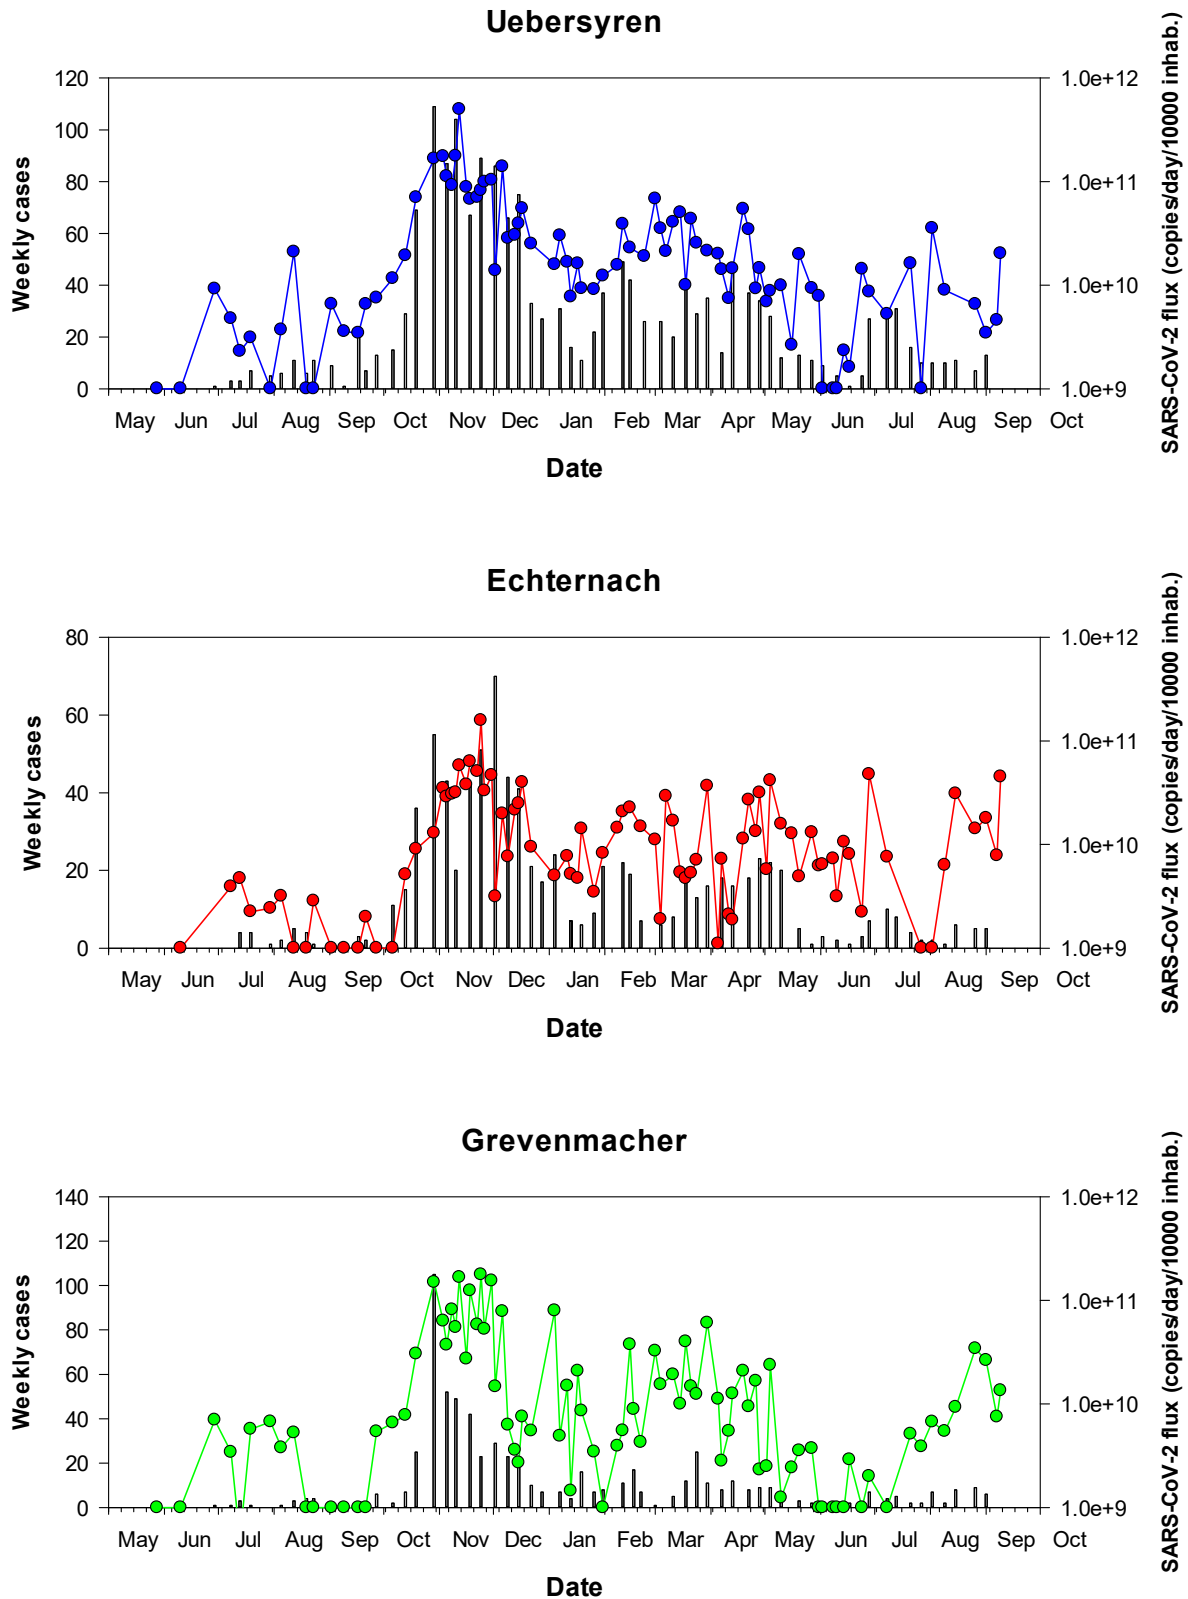 Uebersyren
Weekly cases
120
100
80
60
40
20
0
1.0e+12
1.0e+11
1.0e+10
1.0e+9
SARS-CoV-2 flux (copies/day/10000 inhab.)
May Jun Jul Aug Sep Oct Nov Dec Jan Feb Mar Apr May Jun Jul Aug Sep Oct
Date
Echternach
Weekly cases
80
60
40
20
0
1.0e+12
1.0e+11
1.0e+10
1.0e+9
SARS-CoV-2 flux (copies/day/10000 inhab.)
May Jun Jul Aug Sep Oct Nov Dec Jan Feb Mar Apr May Jun Jul Aug Sep Oct
Date
Grevenmacher
Weekly cases
140
120
100
80
60
40
20
0
1.0e+12
1.0e+11
1.0e+10
1.0e+9
SARS-CoV-2 flux (copies/day/10000 inhab.)
May Jun Jul Aug Sep Oct Nov Dec Jan Feb Mar Apr May Jun Jul Aug Sep Oct
Date